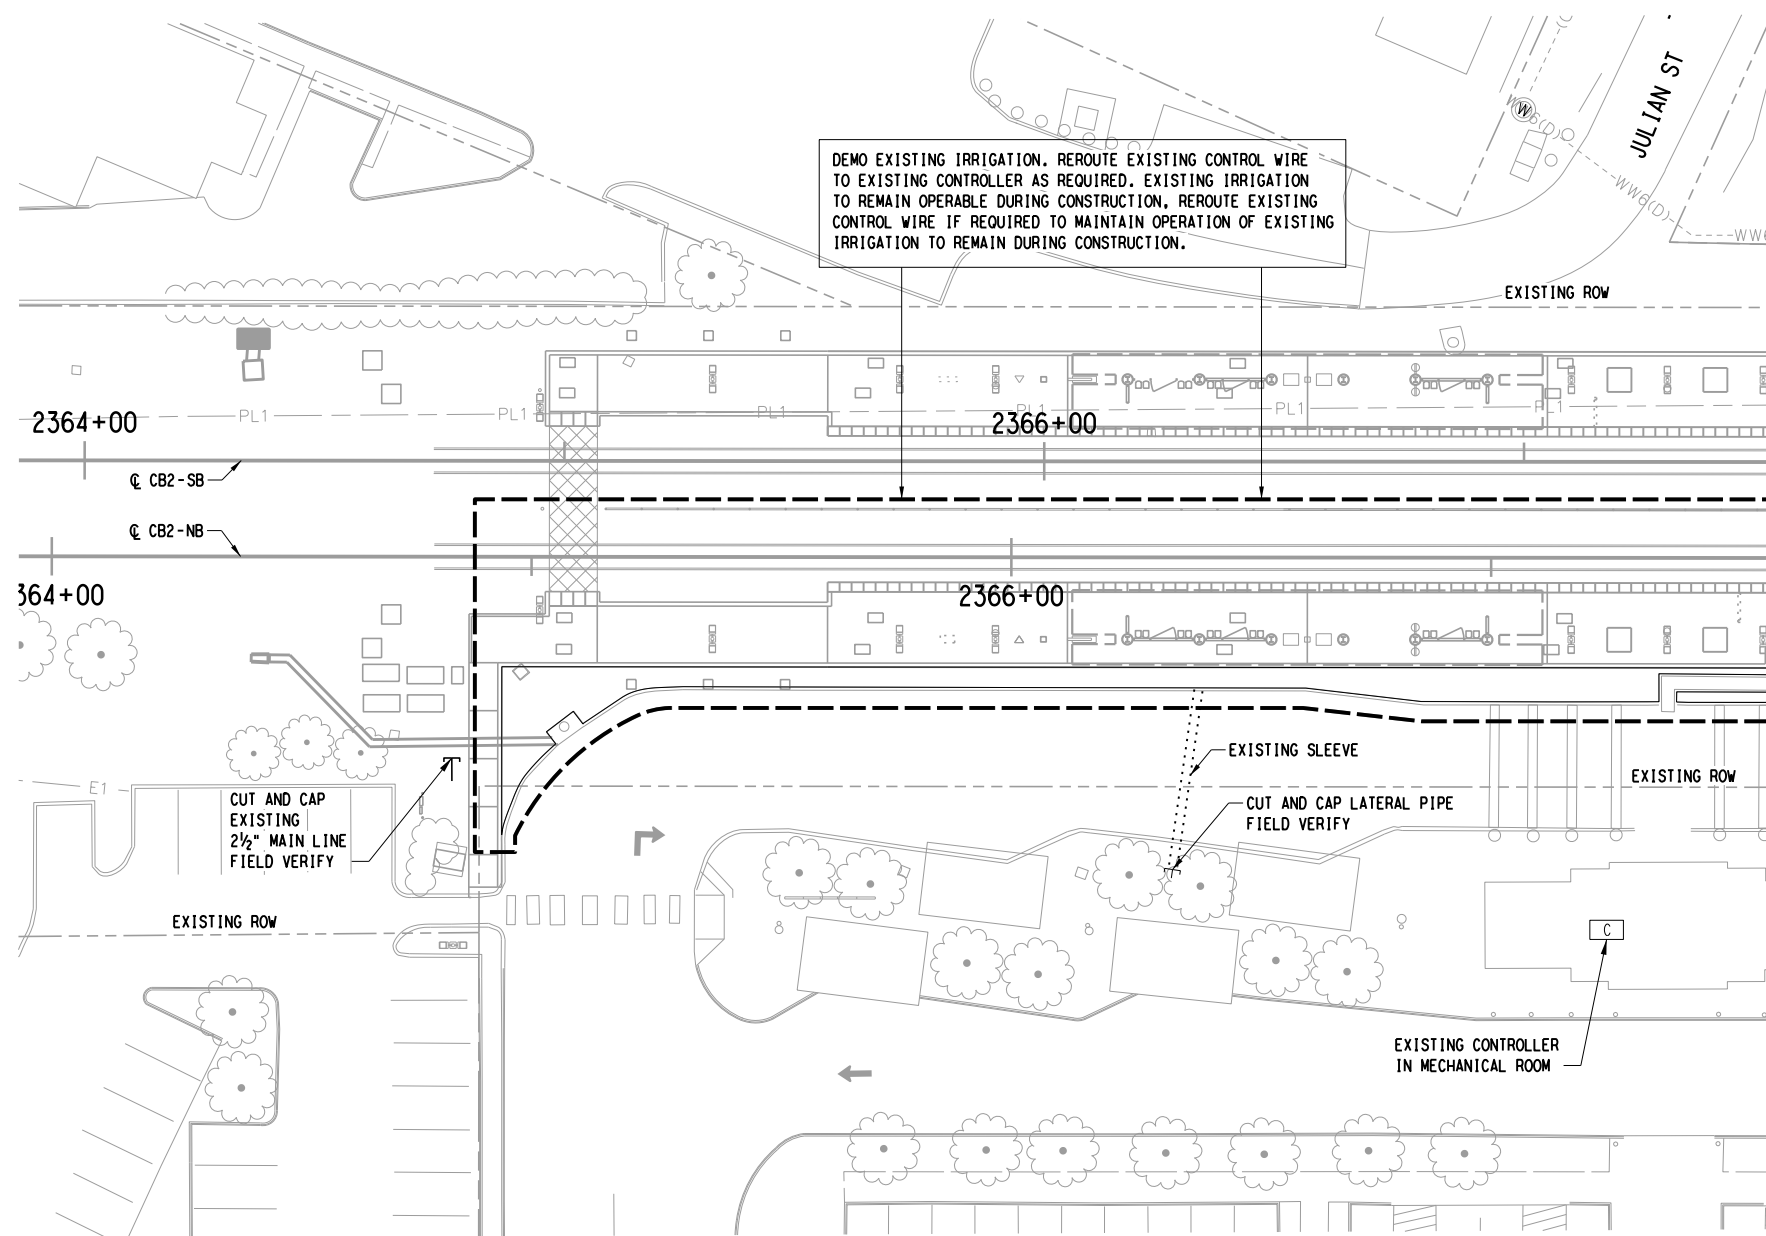 JULIAN ST
W
WW6(D)
WW6(D)
DEMO EXISTING IRRIGATION. REROUTE EXISTING CONTROL WIRE
TO EXISTING CONTROLLER AS REQUIRED. EXISTING IRRIGATION
TO REMAIN OPERABLE DURING CONSTRUCTION, REROUTE EXISTING
CONTROL WIRE IF REQUIRED TO MAINTAIN OPERATION OF EXISTING
IRRIGATION TO REMAIN DURING CONSTRUCTION.
EXISTING ROW
PL1 PL1 PL1 PL1 PL1 PL1
2364+00 2366+00
℄ CB2-SB
℄ CB2-NB
364+00 2366+00
EXISTING SLEEVE
EXISTING ROW
E1
CUT AND CAP
EXISTING
2½" MAIN LINE
FIELD VERIFY
CUT AND CAP LATERAL PIPE
FIELD VERIFY
EXISTING ROW
C
EXISTING CONTROLLER
IN MECHANICAL ROOM